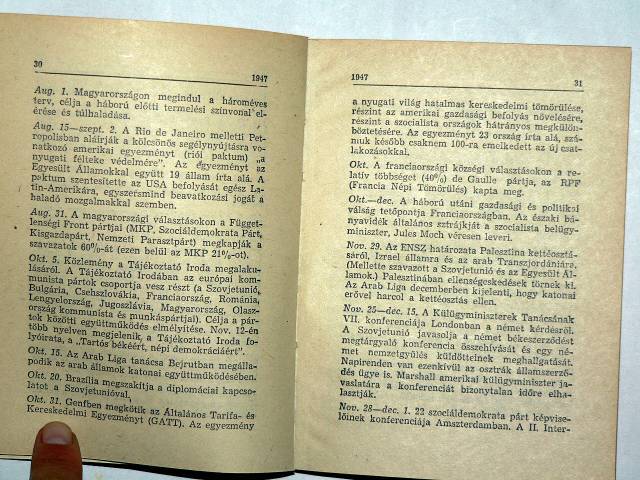 30
1947
Aug. 1. Magyarországon megindul a hároméves
terv, célja a háború előtti termelési színvonal el-
érése és túlhaladása.
Aug. 15—szept. 2. A Rio de Janeiro melletti Pet-
ropolisban aláírják a kölcsönös segélynyújtásra vo-
natkozó amerikai egyezményt (riói paktum) „a
nyugati félteke védelmére". Az egyezményt az
Egyesült Államokkal együtt 19 állam írta alá. A
paktum szentesítette az USA befolyását egész La-
tin-Amerikára, egyszersmind beavatkozási jogát a
haladó mozgalmakkal szemben.
Aug. 31. A magyarországi választásokon a Függet-
lenségi Front pártjai (MKP, Szociáldemokrata Párt,
Kisgazdapárt, Nemzeti Parasztpárt) megkapják a
szavazatok 60%-át (ezen belül az MKP 21%-ot).
Okt. 5. Közlemény a Tájékoztató Iroda megalaku-
lásáról. A Tájékoztató Irodában az európai kom-
munista pártok csoportja vesz részt (a Szovjetunió,
Bulgária, Csehszlovákia, Franciaország, Románia,
Lengyelország, Jugoszlávia, Magyarország, Olasz-
ország kommunista és munkáspártjai). Célja a pár-
tok közötti együttműködés elmélyítése. Nov. 12-én
több nyelven megjelenik a Tájékoztató Iroda fo-
lyóirata, a „Tartós békéért, népi demokráciáért".
Okt. 15. Az Arab Liga tanácsa Bejrutban megálla-
podik az arab államok katonai együttműködésében.
Okt. 20. Brazília megszakítja a diplomáciai kapcso-
latot a Szovjetunióval.
Okt. 31. Genfben megkötik az Általános Tarifa- és
Kereskedelmi Egyezményt (GATT). Az egyezmény
1947
31
a nyugati világ hatalmas kereskedelmi tömörülése,
részint az amerikai gazdasági befolyás növelésére,
részint a szocialista országok hátrányos megkülön-
böztetésére. Az egyezményt 23 ország írta alá, szá-
muk később csaknem 100-ra emelkedett az új csat-
lakozásokkal.
Okt. A franciaországi községi választásokon a re-
latív többséget (40%) de Gaulle pártja, az RPF
(Francia Népi Tömörülés) kapta meg.
Okt.—dec. A háború utáni gazdasági és politikai
válság tetőpontja Franciaországban. Az északi bá-
nyavidék általános sztrájkját a szocialista belügy-
miniszter, Jules Moch véresen leveri.
Nov. 29. Az ENSZ határozata Palesztina kettéosztá-
sáról, Izrael államra és az arab Transzjordániára.
(Mellette szavazott a Szovjetunió és az Egyesült Ál-
lamok.) Palesztinában ellenségeskedések törnek ki.
Az Arab Liga decemberben kijelenti, hogy katonai
erővel harcol a kettéosztás ellen.
Nov. 25—dec. 15. A Külügyminiszterek Tanácsának
VII. konferenciája Londonban a német kérdésről.
A Szovjetunió javasolja a német békeszerződést
megtárgyaló konferencia összehívását és egy né-
met nemzetgyűlés küldötteinek meghallgatását.
Napirenden van ezenkívül az osztrák államszerző-
dés ügye is. Marshall amerikai külügyminiszter ja-
vaslatára a konferenciát bizonytalan időre elha-
lasztják.
Nov. 28—dec. 1. 22 szociáldemokrata párt képvise-
lőinek konferenciája Amszterdamban. A II. Inter-